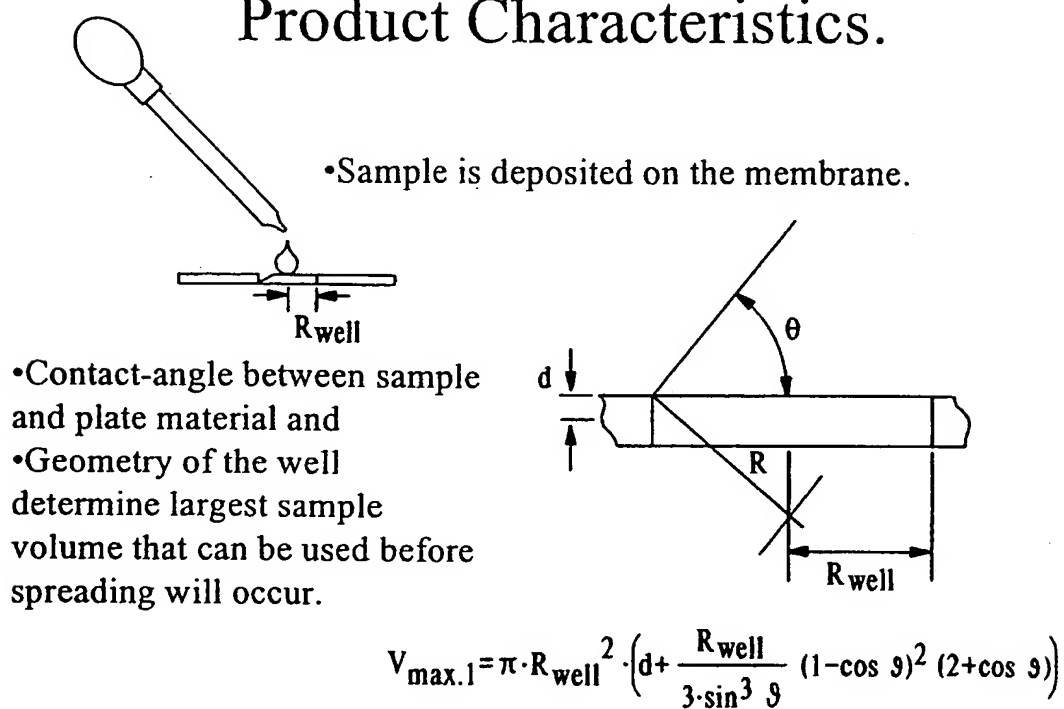 Product Characteristics.
•Sample is deposited on the membrane.
Rwell
•Contact-angle between sample
and plate material and
•Geometry of the well
determine largest sample
volume that can be used before
spreading will occur.
d
θ
R
Rwell
Vmax.1=π·Rwell²·(d+ Rwell/3·sin³ ϑ (1-cos ϑ)² (2+cos ϑ))